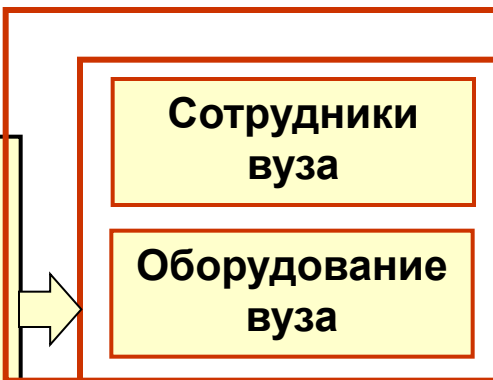 Сотрудники
вуза
Оборудование
вуза